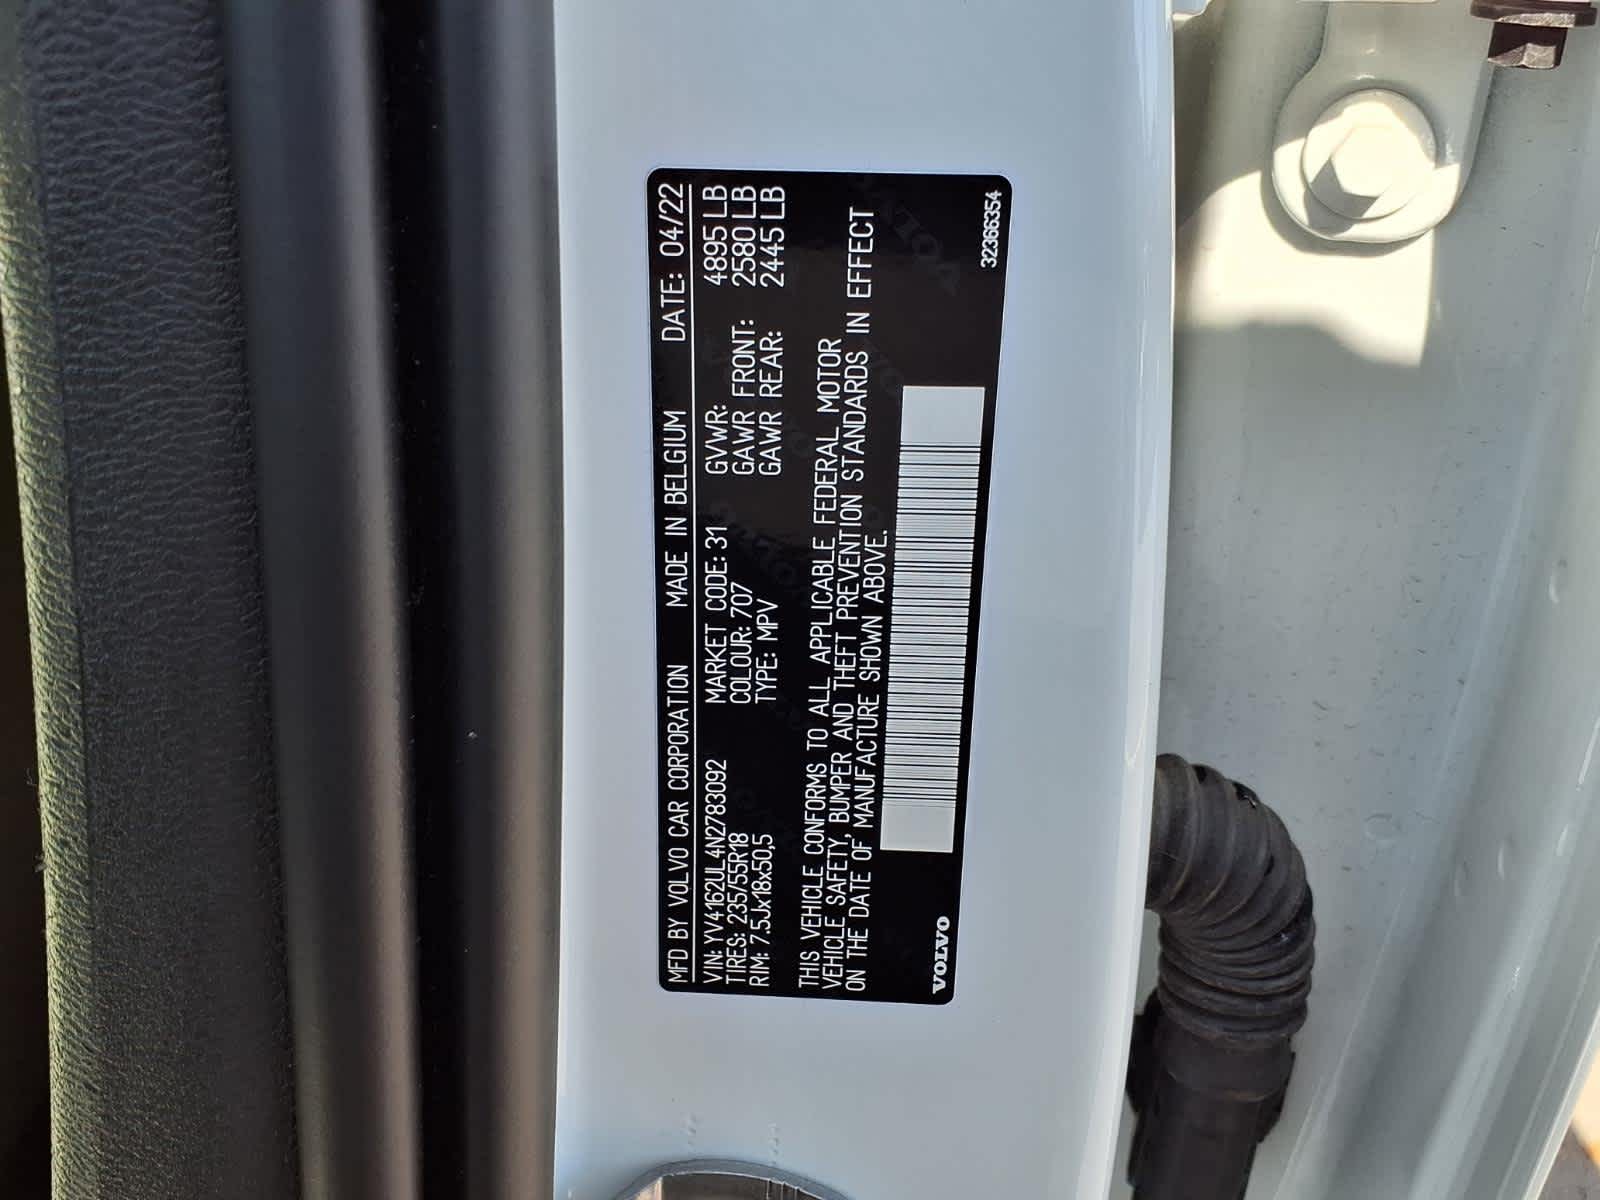 MFD BY VOLVO CAR CORPORATION MADE IN BELGIUM DATE: 04/22
VIN: YV4162UL4N2783092 MARKET CODE: 31 GVWR: 4895 LB
TIRES: 235/55R18 COLOUR: 707 GAWR FRONT: 2580 LB
RIM: 7.5Jx18x50,5 TYPE: MPV GAWR REAR: 2445 LB
THIS VEHICLE CONFORMS TO ALL APPLICABLE FEDERAL MOTOR
VEHICLE SAFETY, BUMPER AND THEFT PREVENTION STANDARDS IN EFFECT
ON THE DATE OF MANUFACTURE SHOWN ABOVE.
VOLVO 32366354